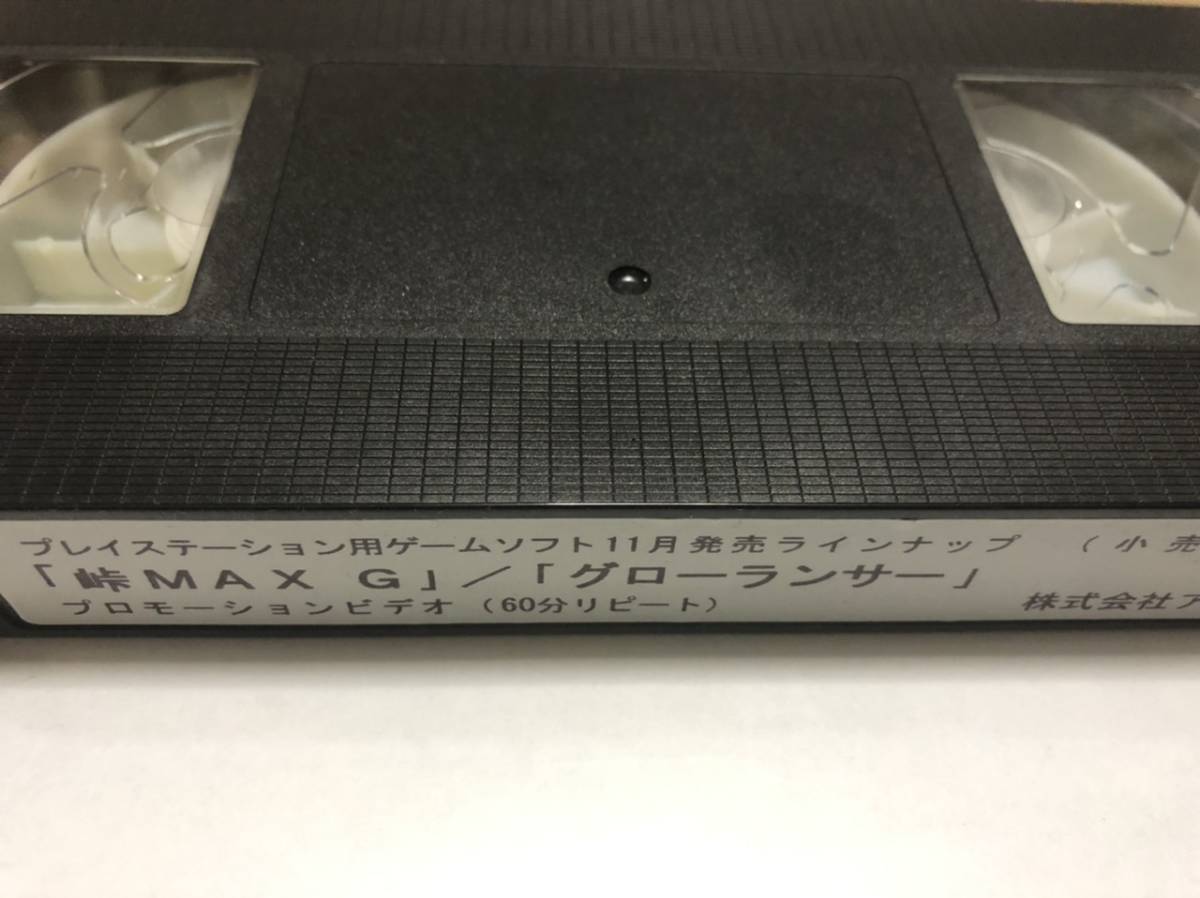 プレイステーション用ゲームソフト11月発売ラインナップ （小売
「峠MAX G」／「グローランサー」
プロモーションビデオ（60分リピート） 株式会社ア